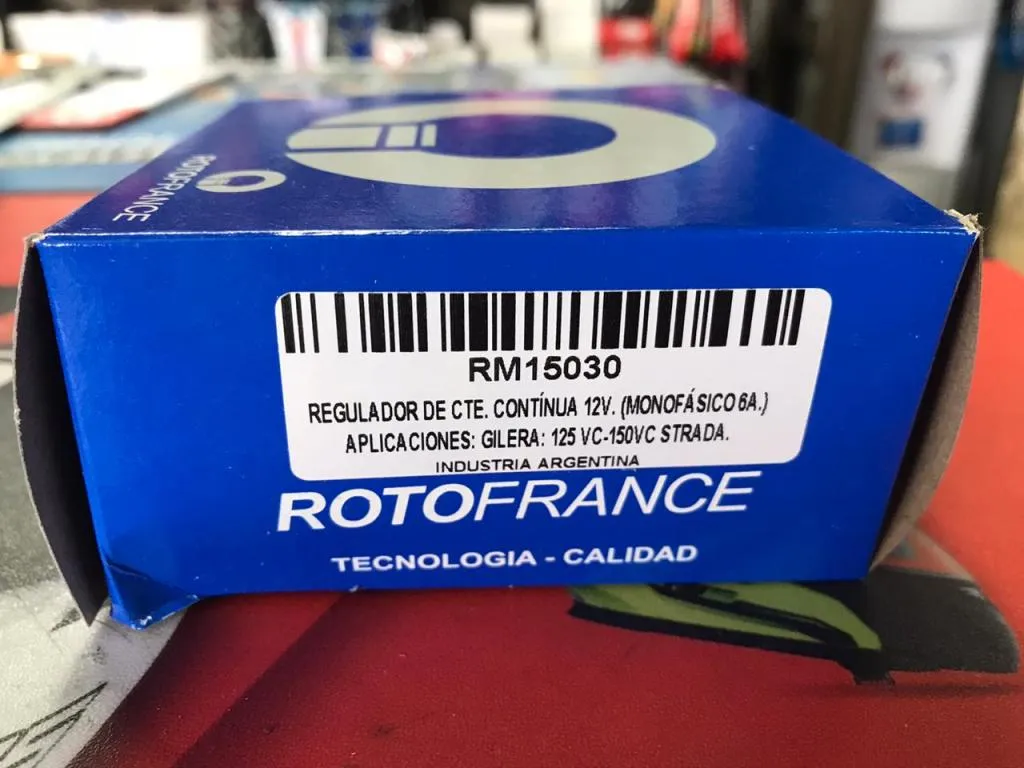 ROTOFRANCE
RM15030
REGULADOR DE CTE. CONTÍNUA 12V. (MONOFÁSICO 6A.)
APLICACIONES: GILERA: 125 VC-150VC STRADA.
INDUSTRIA ARGENTINA
ROTOFRANCE
TECNOLOGIA - CALIDAD